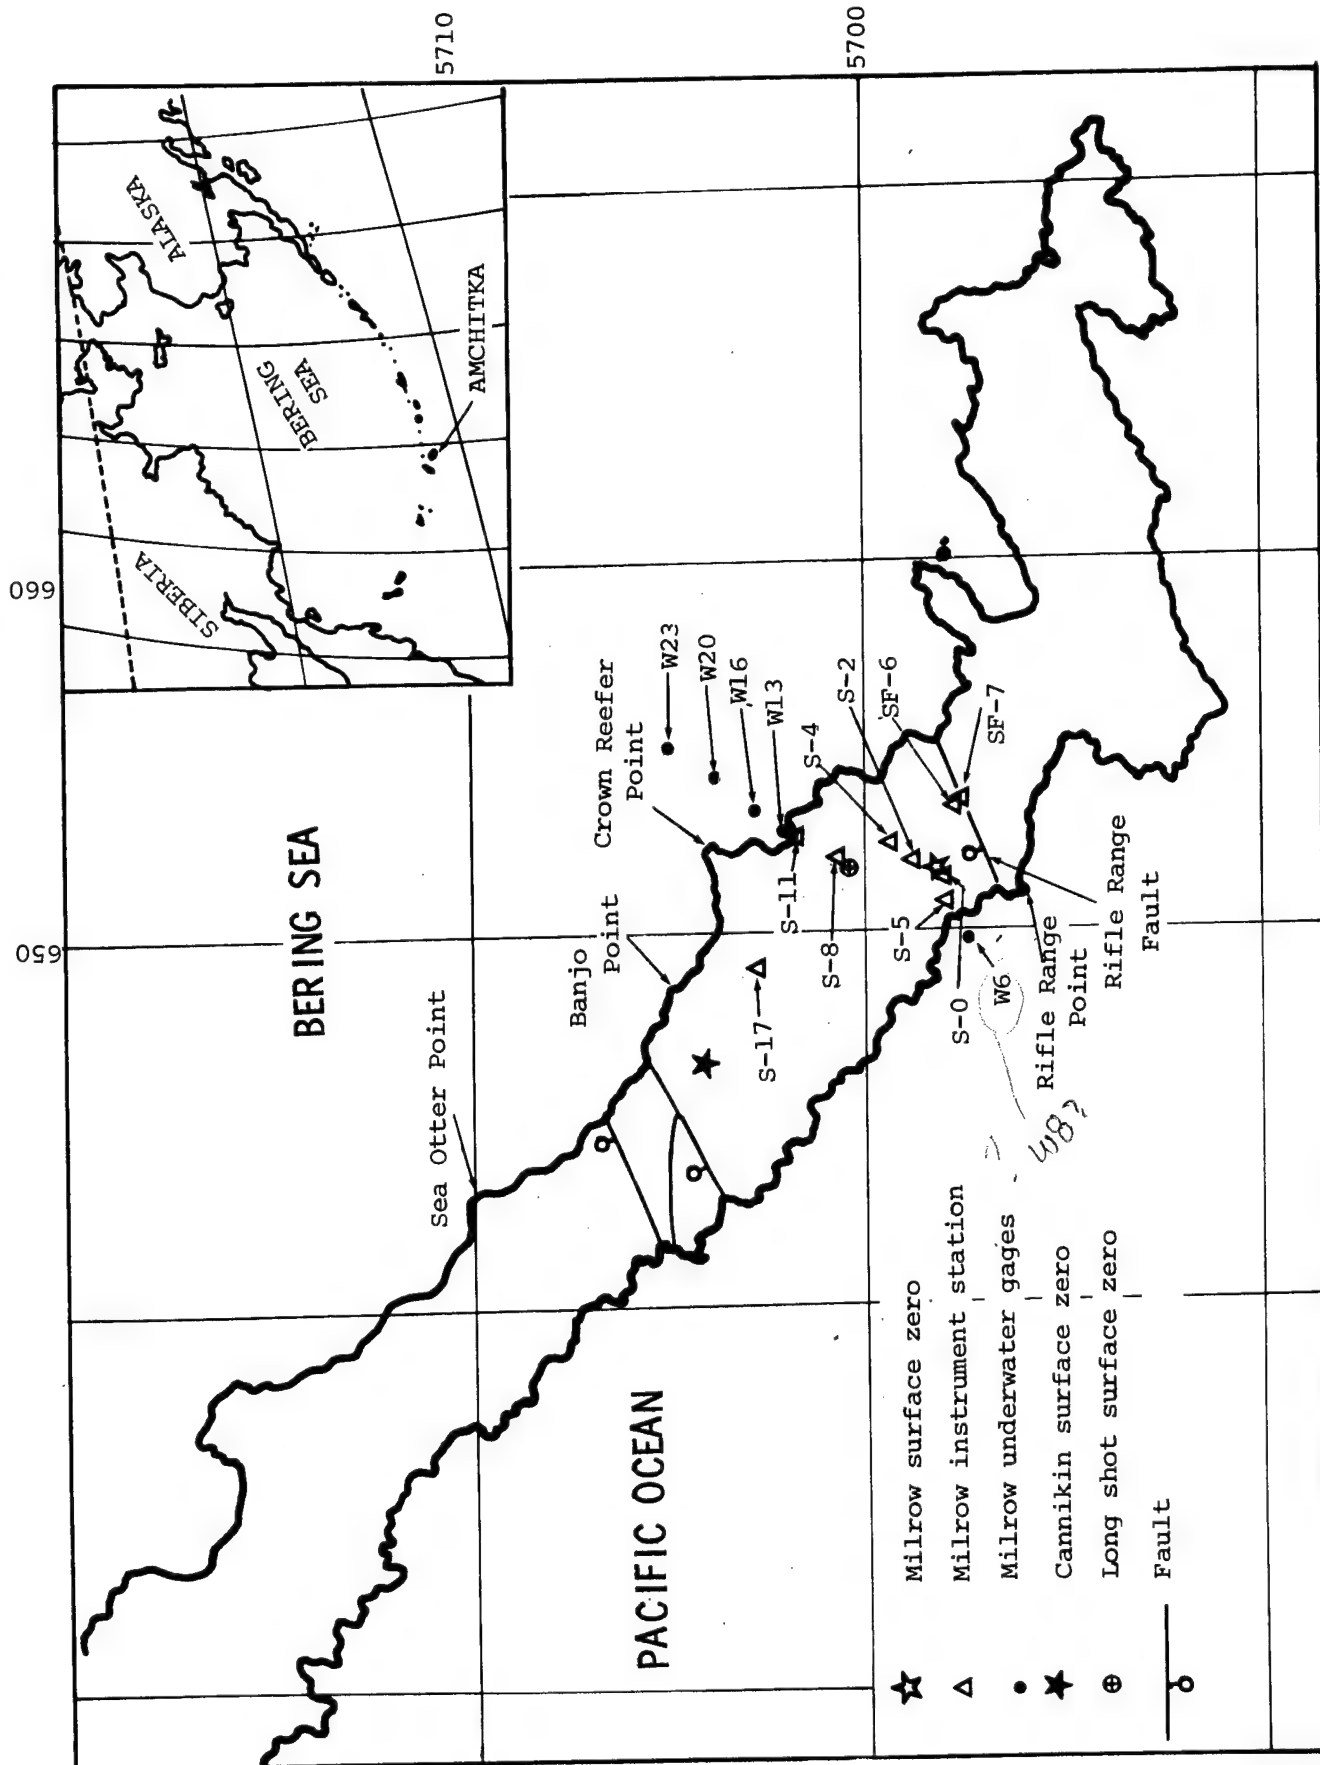 5710
5700
660
650
ALASKA
SIBERIA
BERING
SEA
AMCHITKA
BERING SEA
PACIFIC OCEAN
Sea Otter Point
Banjo
Point
Crown Reefer
Point
W23
W20
W16
W13
S-4
S-2
SF-6
SF-7
S-11
S-8
S-17
S-5
S-0
W6
W8?
Rifle Range
Point
Rifle Range
Fault
Milrow surface zero
Milrow instrument station
Milrow underwater gages
Cannikin surface zero
Long shot surface zero
Fault